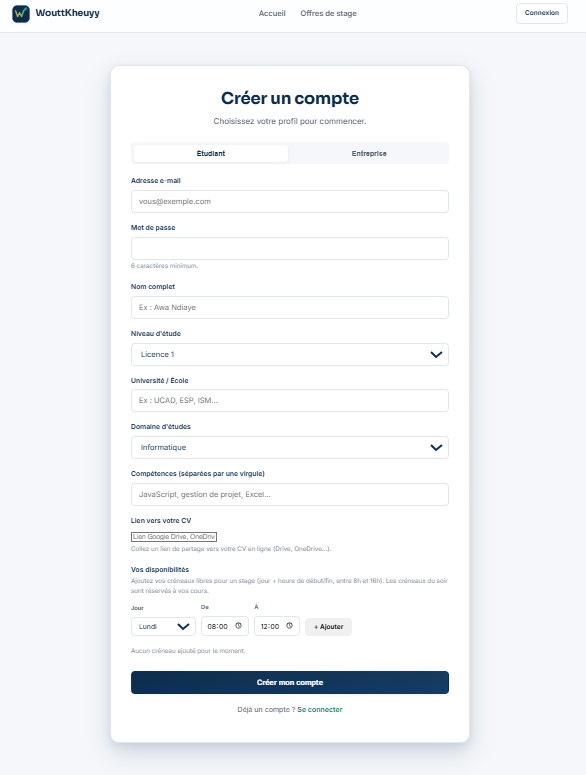 WouttKheuyy
Accueil
Offres de stage
Connexion
Créer un compte
Choisissez votre profil pour commencer.
Étudiant
Entreprise
Adresse e-mail
vous@exemple.com
Mot de passe
6 caractères minimum.
Nom complet
Ex : Awa Ndiaye
Niveau d'étude
Licence 1
Université / École
Ex : UCAD, ESP, ISM...
Domaine d'études
Informatique
Compétences (séparées par une virgule)
JavaScript, gestion de projet, Excel...
Lien vers votre CV
Lien Google Drive, OneDriv
Collez un lien de partage vers votre CV en ligne (Drive, OneDrive...).
Vos disponibilités
Ajoutez vos créneaux libres pour un stage (jour + heure de début/fin, entre 8h et 16h). Les créneaux du soir
sont réservés à vos cours.
Jour
De
À
Lundi
08:00
12:00
+ Ajouter
Aucun créneau ajouté pour le moment.
Créer mon compte
Déjà un compte ? Se connecter